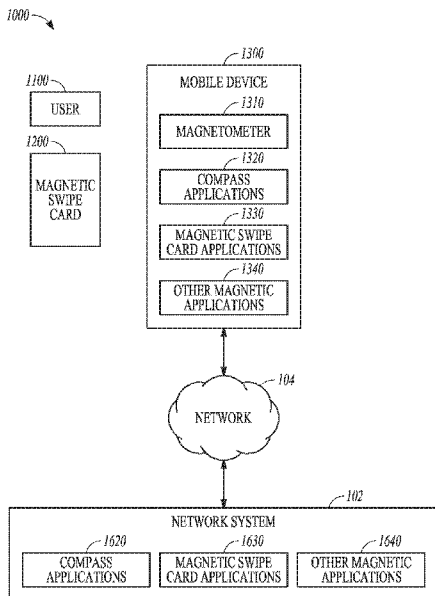 1000
1300
MOBILE DEVICE
1100
USER
1310
MAGNETOMETER
1200
MAGNETIC
SWIPE
CARD
1320
COMPASS
APPLICATIONS
1330
MAGNETIC SWIPE
CARD APPLICATIONS
1340
OTHER MAGNETIC
APPLICATIONS
104
NETWORK
102
NETWORK SYSTEM
1620
COMPASS
APPLICATIONS
1630
MAGNETIC SWIPE
CARD APPLICATIONS
1640
OTHER MAGNETIC
APPLICATIONS